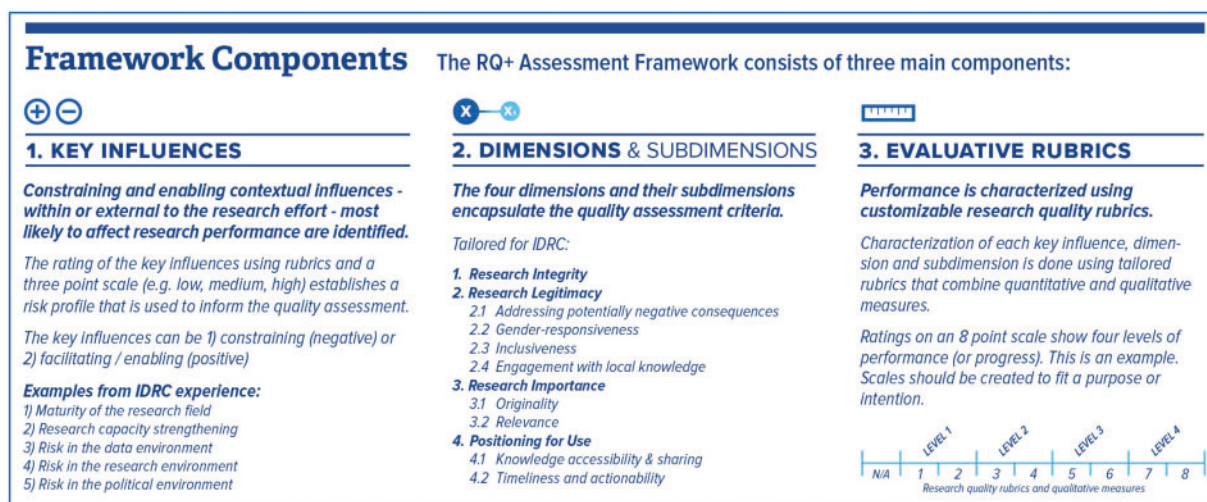 Framework Components
The RQ+ Assessment Framework consists of three main components:
1. KEY INFLUENCES
Constraining and enabling contextual influences -
within or external to the research effort - most
likely to affect research performance are identified.
The rating of the key influences using rubrics and a
three point scale (e.g. low, medium, high) establishes a
risk profile that is used to inform the quality assessment.
The key influences can be 1) constraining (negative) or
2) facilitating / enabling (positive)
Examples from IDRC experience:
1) Maturity of the research field
2) Research capacity strengthening
3) Risk in the data environment
4) Risk in the research environment
5) Risk in the political environment
X
X₁
2. DIMENSIONS & SUBDIMENSIONS
The four dimensions and their subdimensions
encapsulate the quality assessment criteria.
Tailored for IDRC:
1. Research Integrity
2. Research Legitimacy
2.1 Addressing potentially negative consequences
2.2 Gender-responsiveness
2.3 Inclusiveness
2.4 Engagement with local knowledge
3. Research Importance
3.1 Originality
3.2 Relevance
4. Positioning for Use
4.1 Knowledge accessibility & sharing
4.2 Timeliness and actionability
3. EVALUATIVE RUBRICS
Performance is characterized using
customizable research quality rubrics.
Characterization of each key influence, dimen-
sion and subdimension is done using tailored
rubrics that combine quantitative and qualitative
measures.
Ratings on an 8 point scale show four levels of
performance (or progress). This is an example.
Scales should be created to fit a purpose or
intention.
LEVEL 1 LEVEL 2 LEVEL 3 LEVEL 4
N/A 1 2 3 4 5 6 7 8
Research quality rubrics and qualitative measures